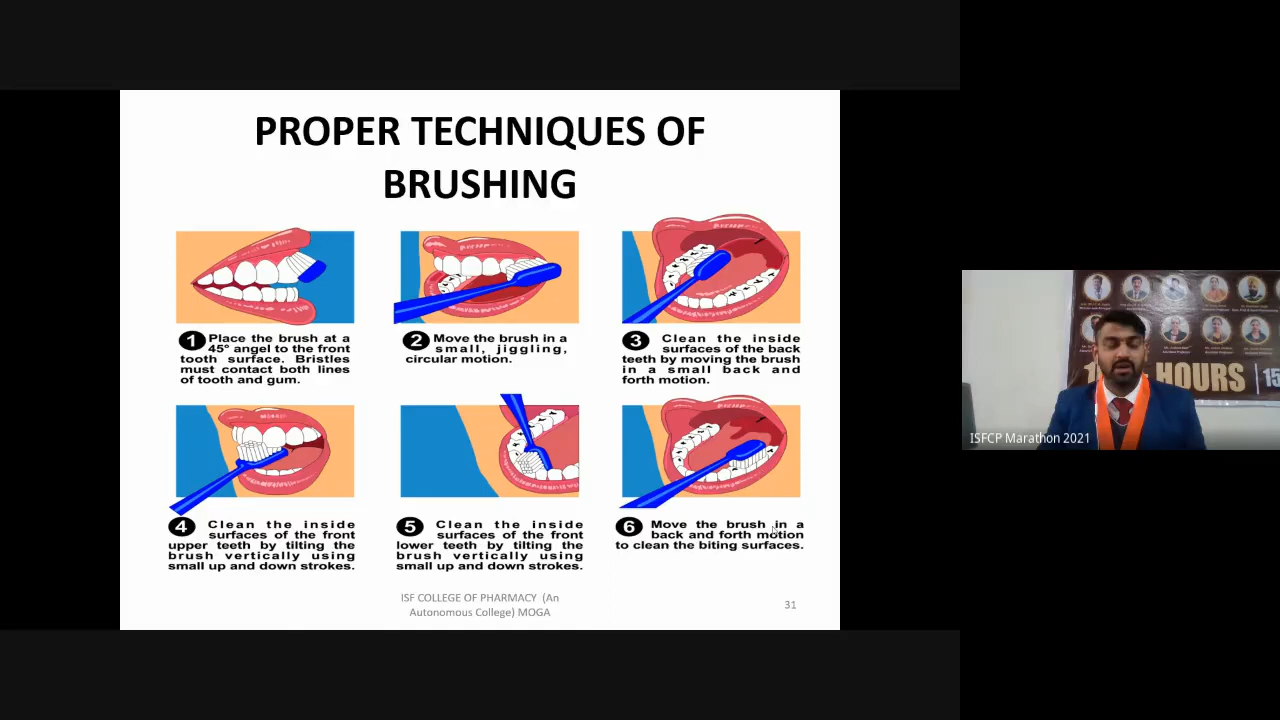 PROPER TECHNIQUES OF
BRUSHING
1 Place the brush at a
45° angel to the front
tooth surface. Bristles
must contact both lines
of tooth and gum.
2 Move the brush in a
small, jiggling,
circular motion.
3 Clean the inside
surfaces of the back
teeth by moving the brush
in a small back and
forth motion.
4 Clean the inside
surfaces of the front
upper teeth by tilting the
brush vertically using
small up and down strokes.
5 Clean the inside
surfaces of the front
lower teeth by tilting the
brush vertically using
small up and down strokes.
6 Move the brush in a
back and forth motion
to clean the biting surfaces.
ISF COLLEGE OF PHARMACY (An
Autonomous College) MOGA
31
HOURS
15
ISFCP Marathon 2021